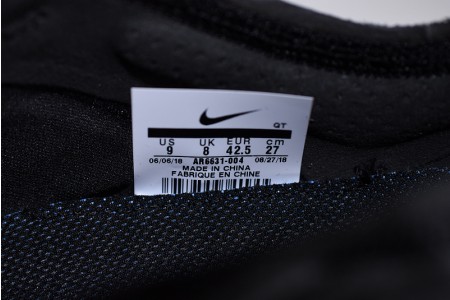 QT
US UK EUR cm
9 8 42.5 27
06/06/18 AR6631-004 08/27/18
MADE IN CHINA
FABRIQUE EN CHINE